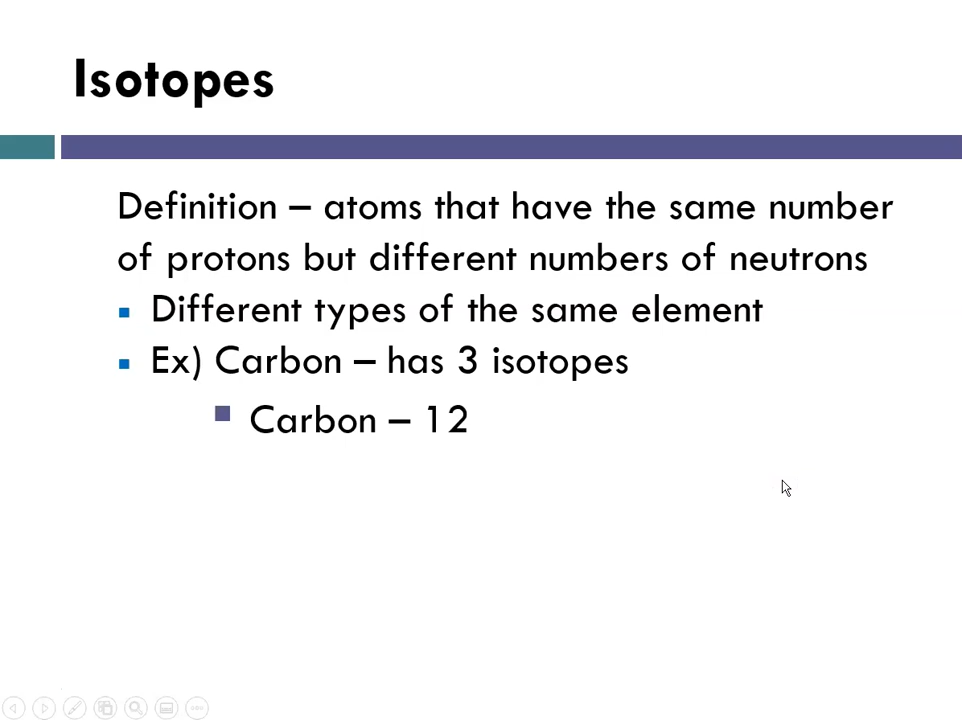 Isotopes
Definition – atoms that have the same number
of protons but different numbers of neutrons
Different types of the same element
Ex) Carbon – has 3 isotopes
Carbon – 12